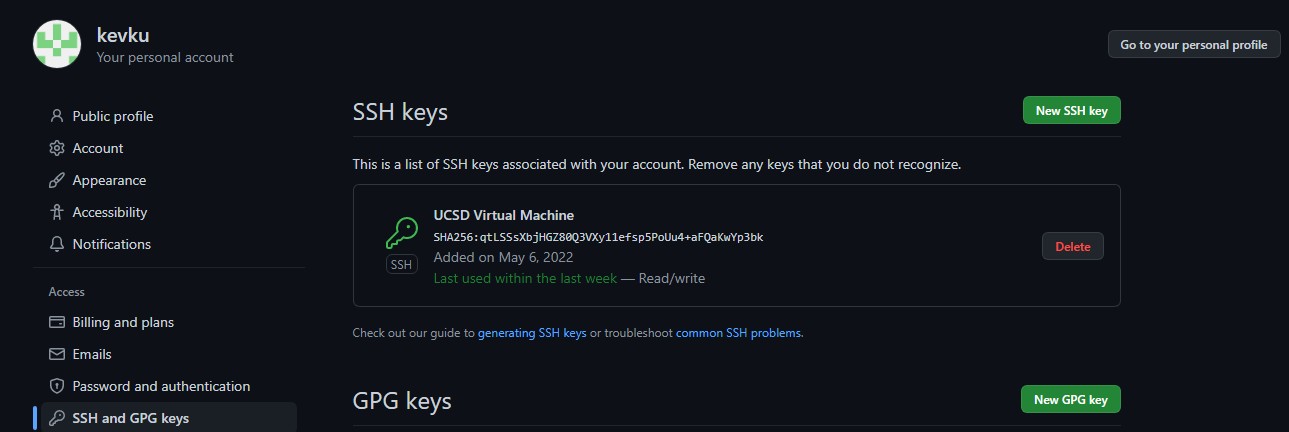 kevku
Your personal account
Go to your personal profile
Public profile
Account
Appearance
Accessibility
Notifications
Access
Billing and plans
Emails
Password and authentication
SSH and GPG keys
SSH keys
New SSH key
This is a list of SSH keys associated with your account. Remove any keys that you do not recognize.
SSH
UCSD Virtual Machine
SHA256:qtLSSsXbjHGZ80Q3VXy11efsp5PoUu4+aFQaKwYp3bk
Added on May 6, 2022
Last used within the last week — Read/write
Delete
Check out our guide to generating SSH keys or troubleshoot common SSH problems.
GPG keys
New GPG key